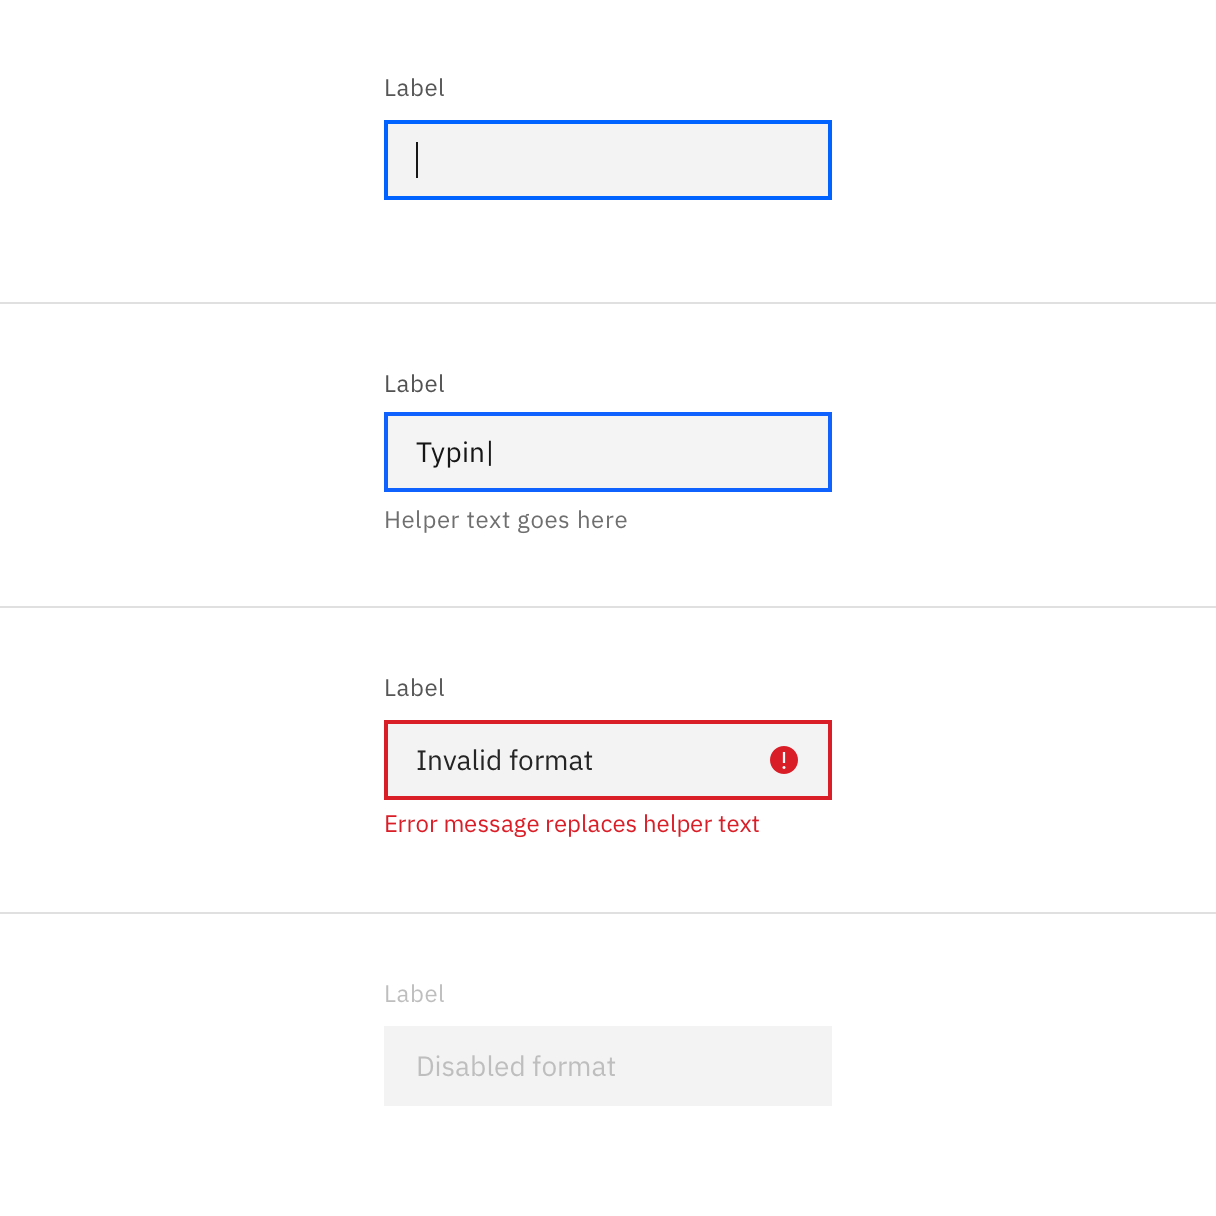 Label
Label
Typin|
Helper text goes here
Label
Invalid format
Error message replaces helper text
Label
Disabled format